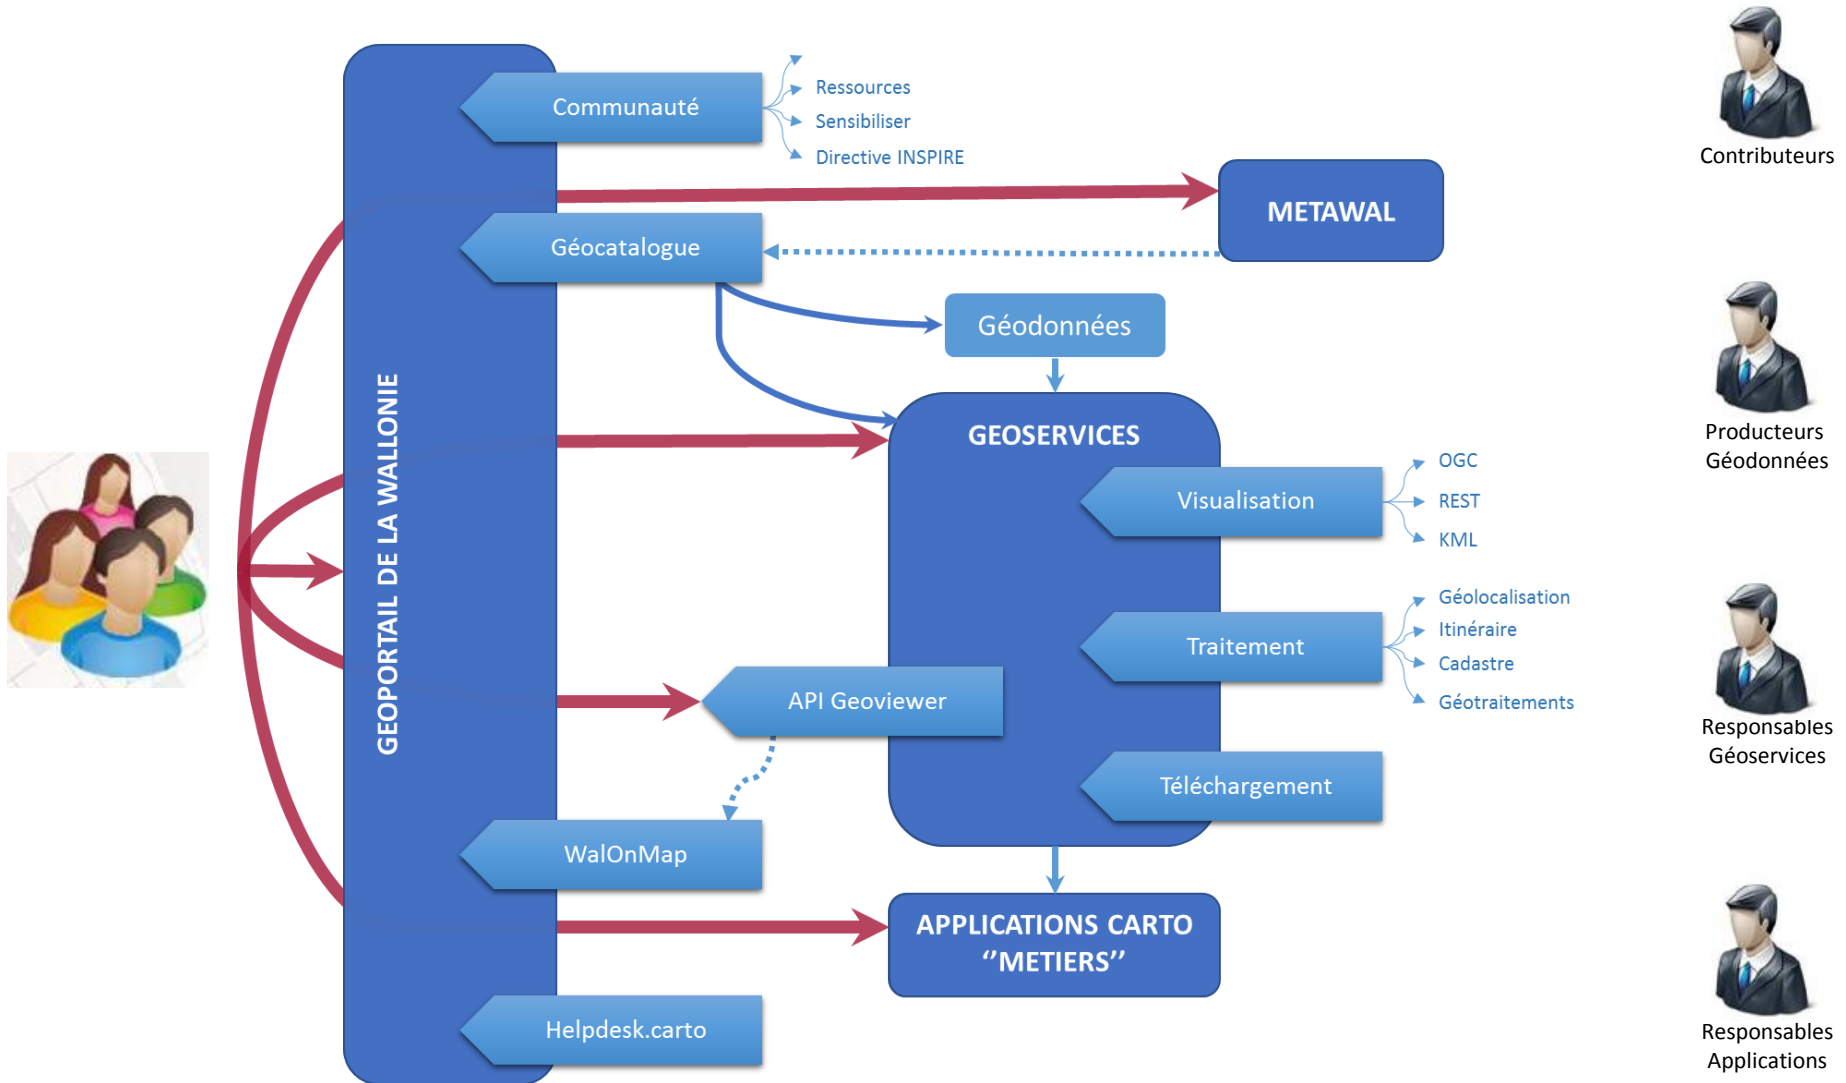 Communauté
Ressources
Sensibiliser
Directive INSPIRE
Contributeurs
METAWAL
Géocatalogue
Géodonnées
GEOPORTAIL DE LA WALLONIE
GEOSERVICES
Producteurs
Géodonnées
Visualisation
OGC
REST
KML
Traitement
Géolocalisation
Itinéraire
Cadastre
Géotraitements
API Geoviewer
Responsables
Géoservices
Téléchargement
WalOnMap
APPLICATIONS CARTO
‘’METIERS’’
Helpdesk.carto
Responsables
Applications